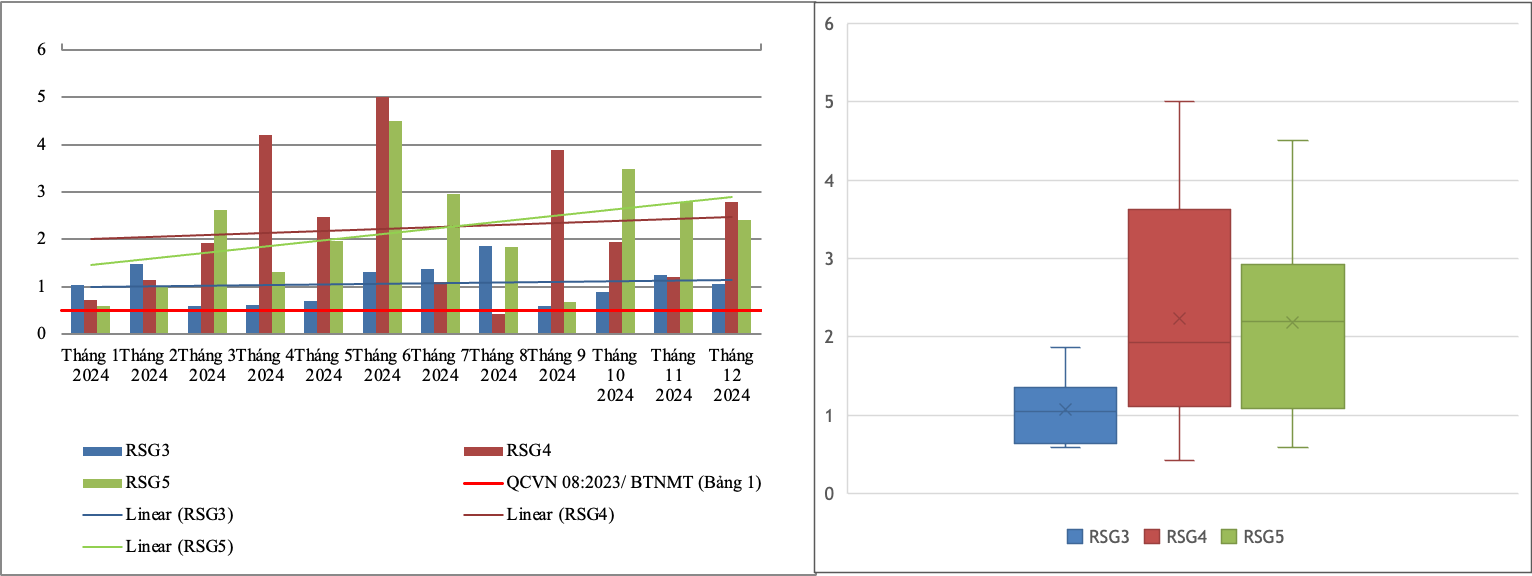 6
5
4
3
2
1
0
Tháng 1 2024
Tháng 2 2024
Tháng 3 2024
Tháng 4 2024
Tháng 5 2024
Tháng 6 2024
Tháng 7 2024
Tháng 8 2024
Tháng 9 2024
Tháng 10 2024
Tháng 11 2024
Tháng 12 2024
RSG3
RSG4
RSG5
QCVN 08:2023/ BTNMT (Bảng 1)
Linear (RSG3)
Linear (RSG4)
Linear (RSG5)
6
5
4
3
2
1
0
RSG3 RSG4 RSG5